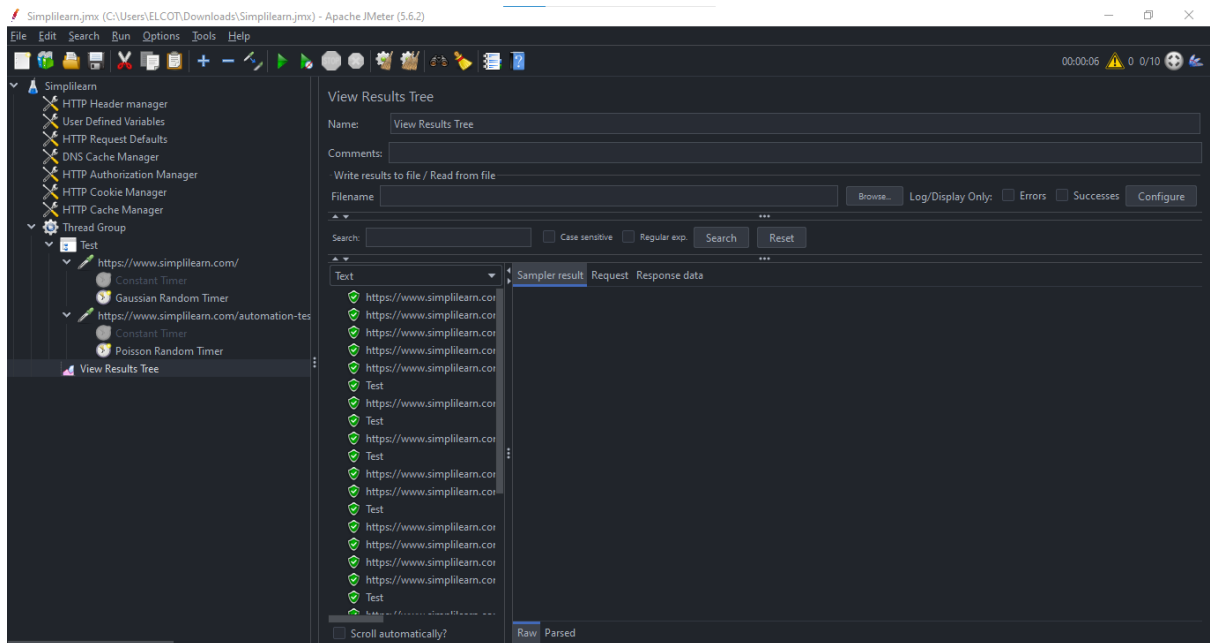 Simplilearn.jmx (C:\Users\ELCOT\Downloads\Simplilearn.jmx) - Apache JMeter (5.6.2)
File Edit Search Run Options Tools Help
00:00:06 0 0/10
Simplilearn
HTTP Header manager
User Defined Variables
HTTP Request Defaults
DNS Cache Manager
HTTP Authorization Manager
HTTP Cookie Manager
HTTP Cache Manager
Thread Group
Test
https://www.simplilearn.com/
Constant Timer
Gaussian Random Timer
https://www.simplilearn.com/automation-tes
Constant Timer
Poisson Random Timer
View Results Tree
View Results Tree
Name: View Results Tree
Comments:
Write results to file / Read from file
Filename Browse... Log/Display Only: Errors Successes Configure
Search: Case sensitive Regular exp. Search Reset
Text
Sampler result Request Response data
https://www.simplilearn.cor
https://www.simplilearn.cor
https://www.simplilearn.cor
https://www.simplilearn.cor
https://www.simplilearn.cor
Test
https://www.simplilearn.cor
Test
https://www.simplilearn.cor
Test
https://www.simplilearn.cor
https://www.simplilearn.cor
Test
https://www.simplilearn.cor
https://www.simplilearn.cor
https://www.simplilearn.cor
https://www.simplilearn.cor
Test
Scroll automatically?
Raw Parsed